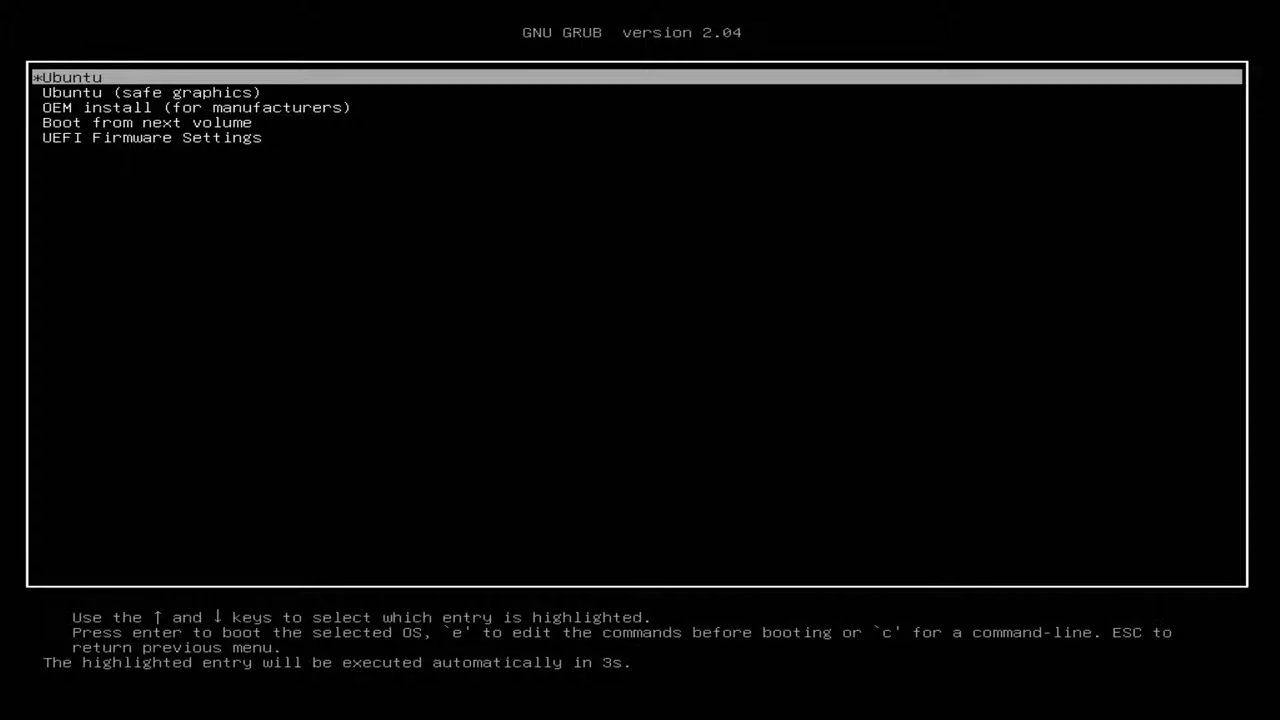 GNU GRUB  version 2.04
*Ubuntu
Ubuntu (safe graphics)
OEM install (for manufacturers)
Boot from next volume
UEFI Firmware Settings
Use the ↑ and ↓ keys to select which entry is highlighted.
Press enter to boot the selected OS, `e' to edit the commands before booting or `c' for a command-line. ESC to
return previous menu.
The highlighted entry will be executed automatically in 3s.